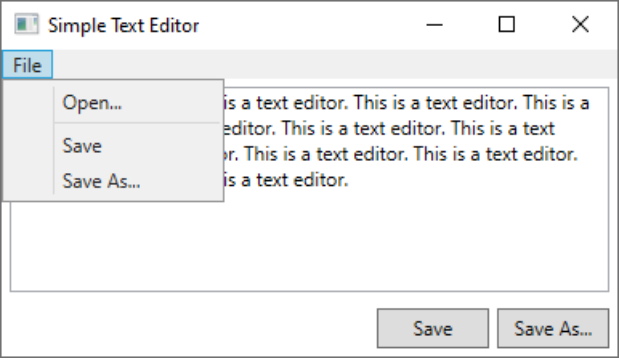 Simple Text Editor
File
Open...
Save
Save As...
is a text editor. This is a text editor. This is a
editor. This is a text editor. This is a text
r. This is a text editor. This is a text editor.
is a text editor.
Save
Save As...